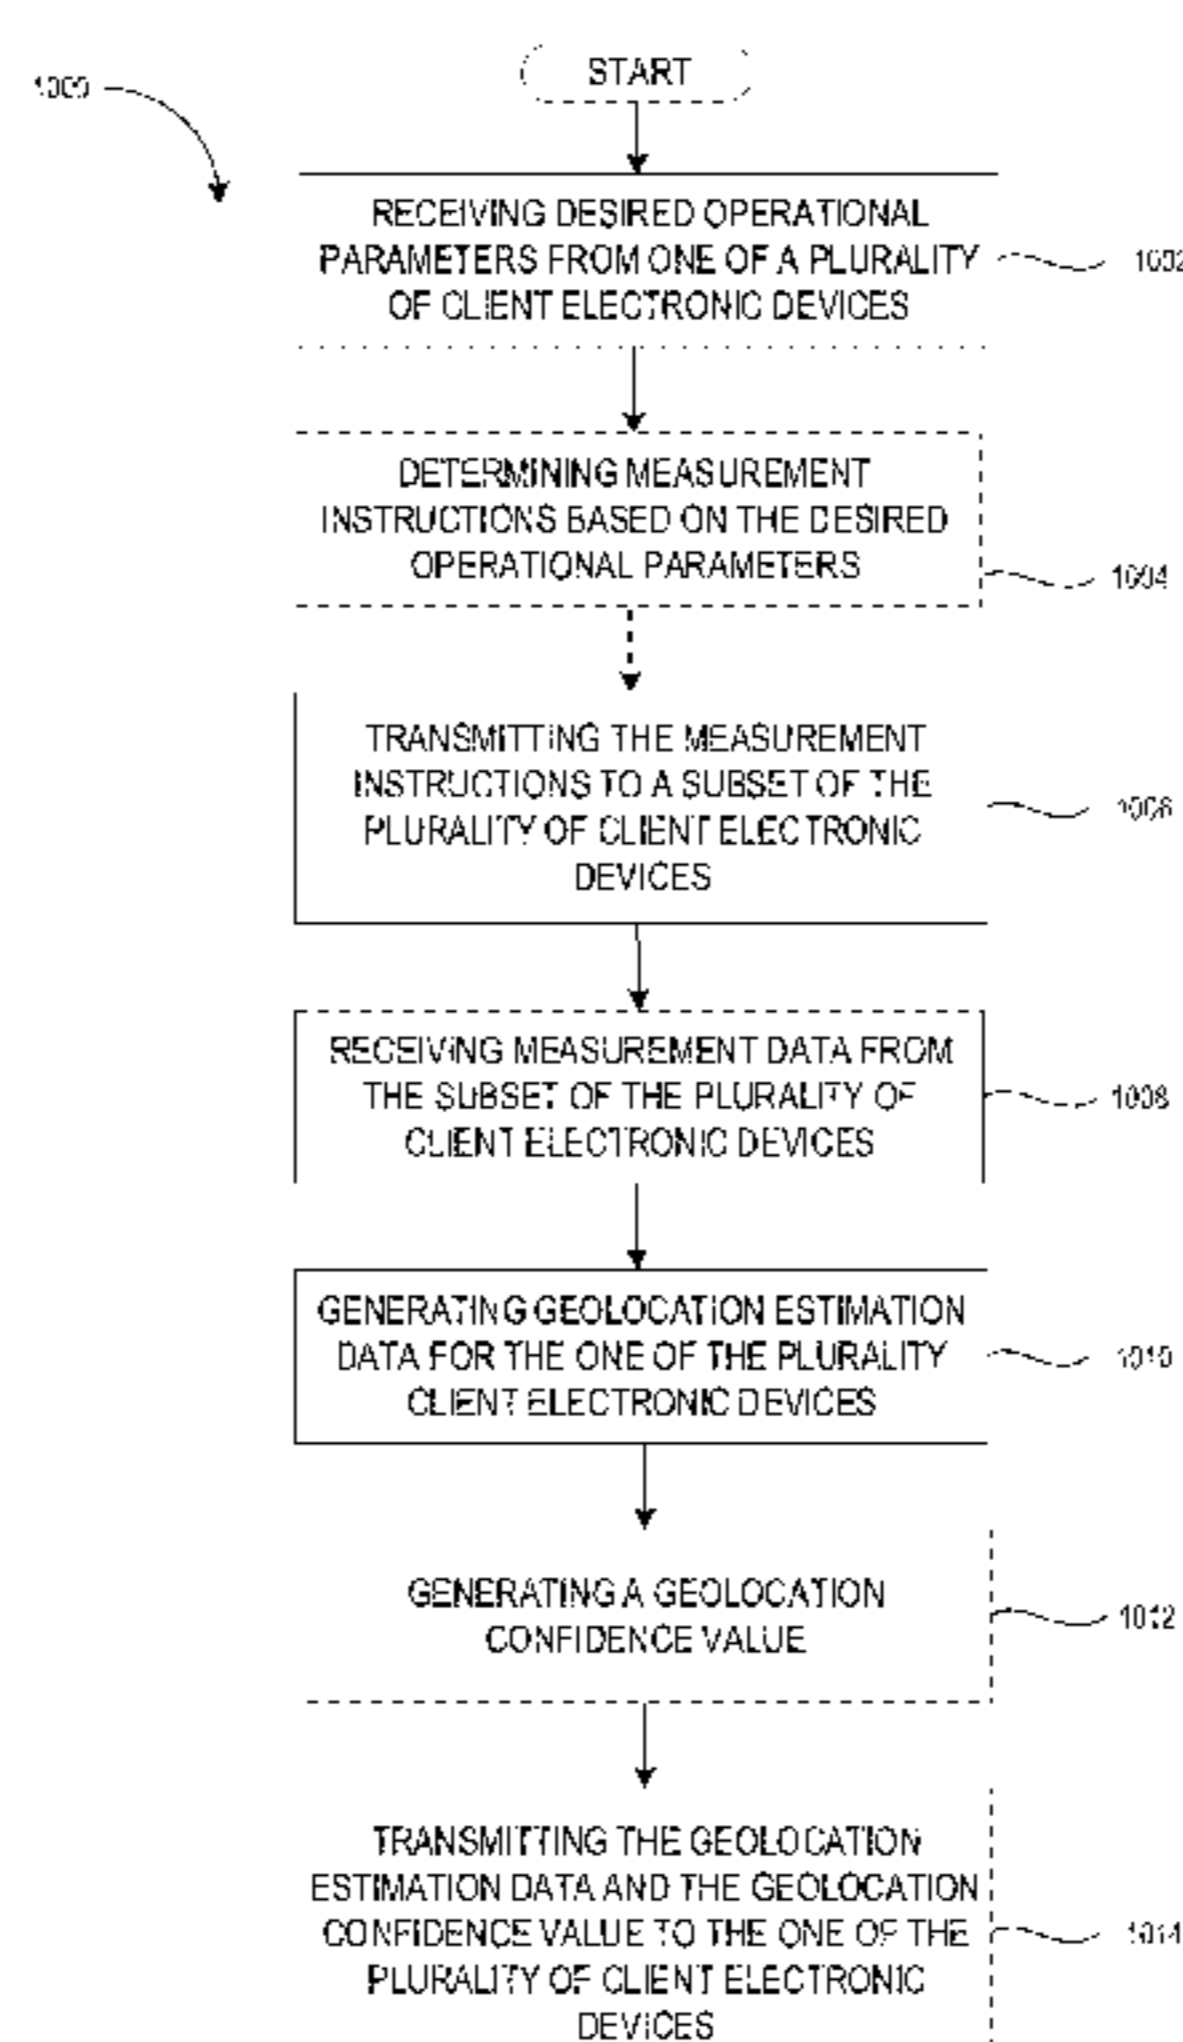 1000
START
RECEIVING DESIRED OPERATIONAL
PARAMETERS FROM ONE OF A PLURALITY
OF CLIENT ELECTRONIC DEVICES
1002
DETERMINING MEASUREMENT
INSTRUCTIONS BASED ON THE DESIRED
OPERATIONAL PARAMETERS
1004
TRANSMITTING THE MEASUREMENT
INSTRUCTIONS TO A SUBSET OF THE
PLURALITY OF CLIENT ELECTRONIC
DEVICES
1006
RECEIVING MEASUREMENT DATA FROM
THE SUBSET OF THE PLURALITY OF
CLIENT ELECTRONIC DEVICES
1008
GENERATING GEOLOCATION ESTIMATION
DATA FOR THE ONE OF THE PLURALITY
CLIENT ELECTRONIC DEVICES
1010
GENERATING A GEOLOCATION
CONFIDENCE VALUE
1012
TRANSMITTING THE GEOLOCATION
ESTIMATION DATA AND THE GEOLOCATION
CONFIDENCE VALUE TO THE ONE OF THE
PLURALITY OF CLIENT ELECTRONIC
DEVICES
1014